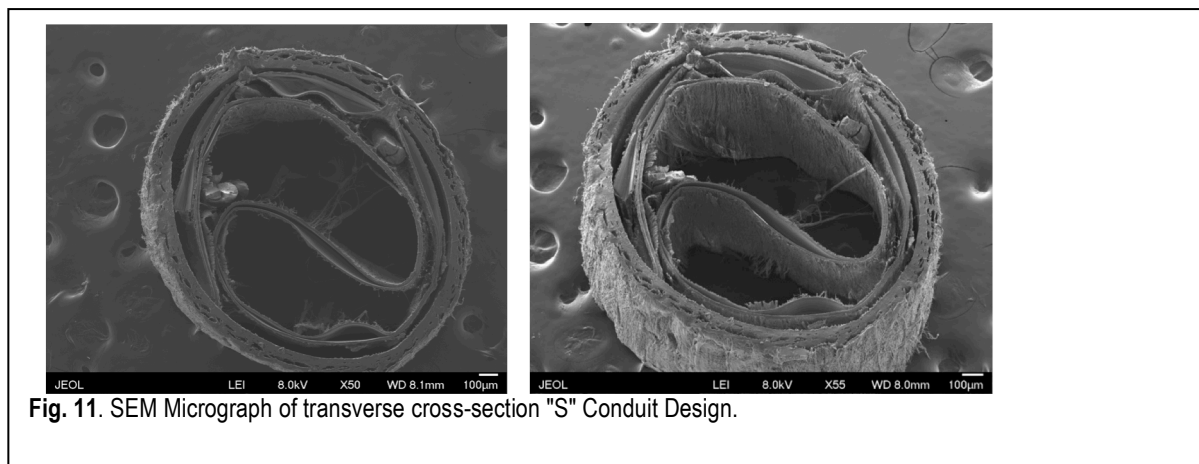 JEOL LEI 8.0kV X50 WD 8.1mm 100µm
JEOL LEI 8.0kV X55 WD 8.0mm 100µm
Fig. 11. SEM Micrograph of transverse cross-section "S" Conduit Design.